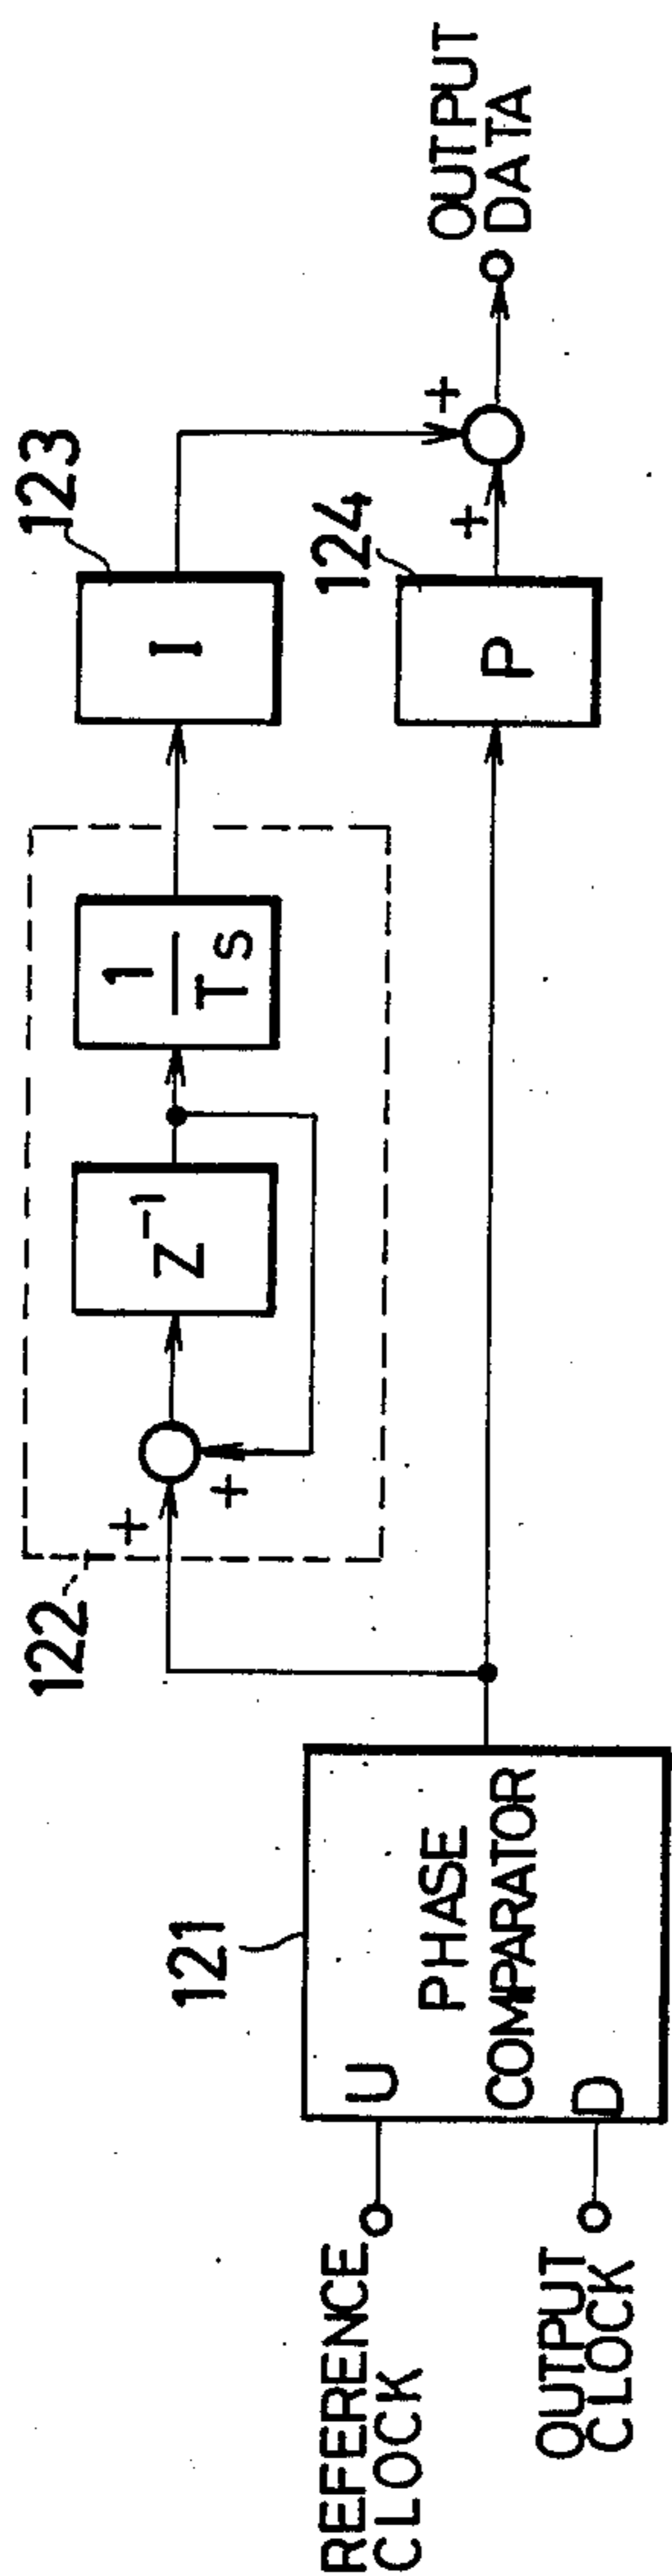 REFERENCE
CLOCK
OUTPUT
CLOCK
121
U
PHASE
COMPARATOR
D
122
+
+
Z⁻¹
1
Ts
123
I
124
P
+
+
OUTPUT
DATA